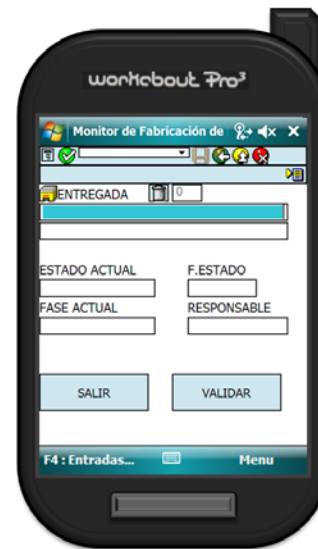 workabout Pro³
Monitor de Fabricación de
ENTREGADA 0
ESTADO ACTUAL F.ESTADO
FASE ACTUAL RESPONSABLE
SALIR VALIDAR
F4 : Entradas... Menu